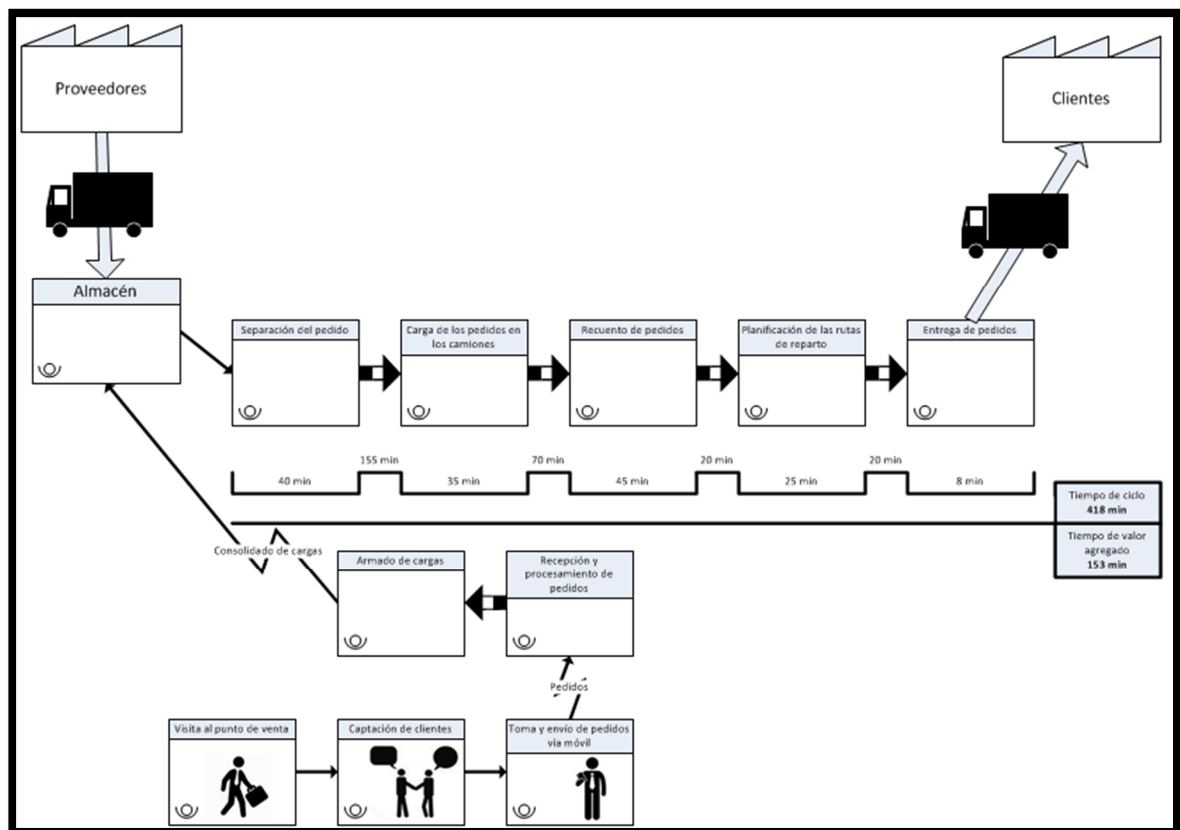 Proveedores
Clientes
Almacén
Separación del pedido
Carga de los pedidos en
los camiones
Recuento de pedidos
Planificación de las rutas
de reparto
Entrega de pedidos
155 min
70 min
20 min
20 min
40 min
35 min
45 min
25 min
8 min
Tiempo de ciclo
418 min
Tiempo de valor
agregado
153 min
Consolidado de cargas
Armado de cargas
Recepción y
procesamiento de
pedidos
Pedidos
Visita al punto de venta
Captación de clientes
Toma y envío de pedidos
vía móvil